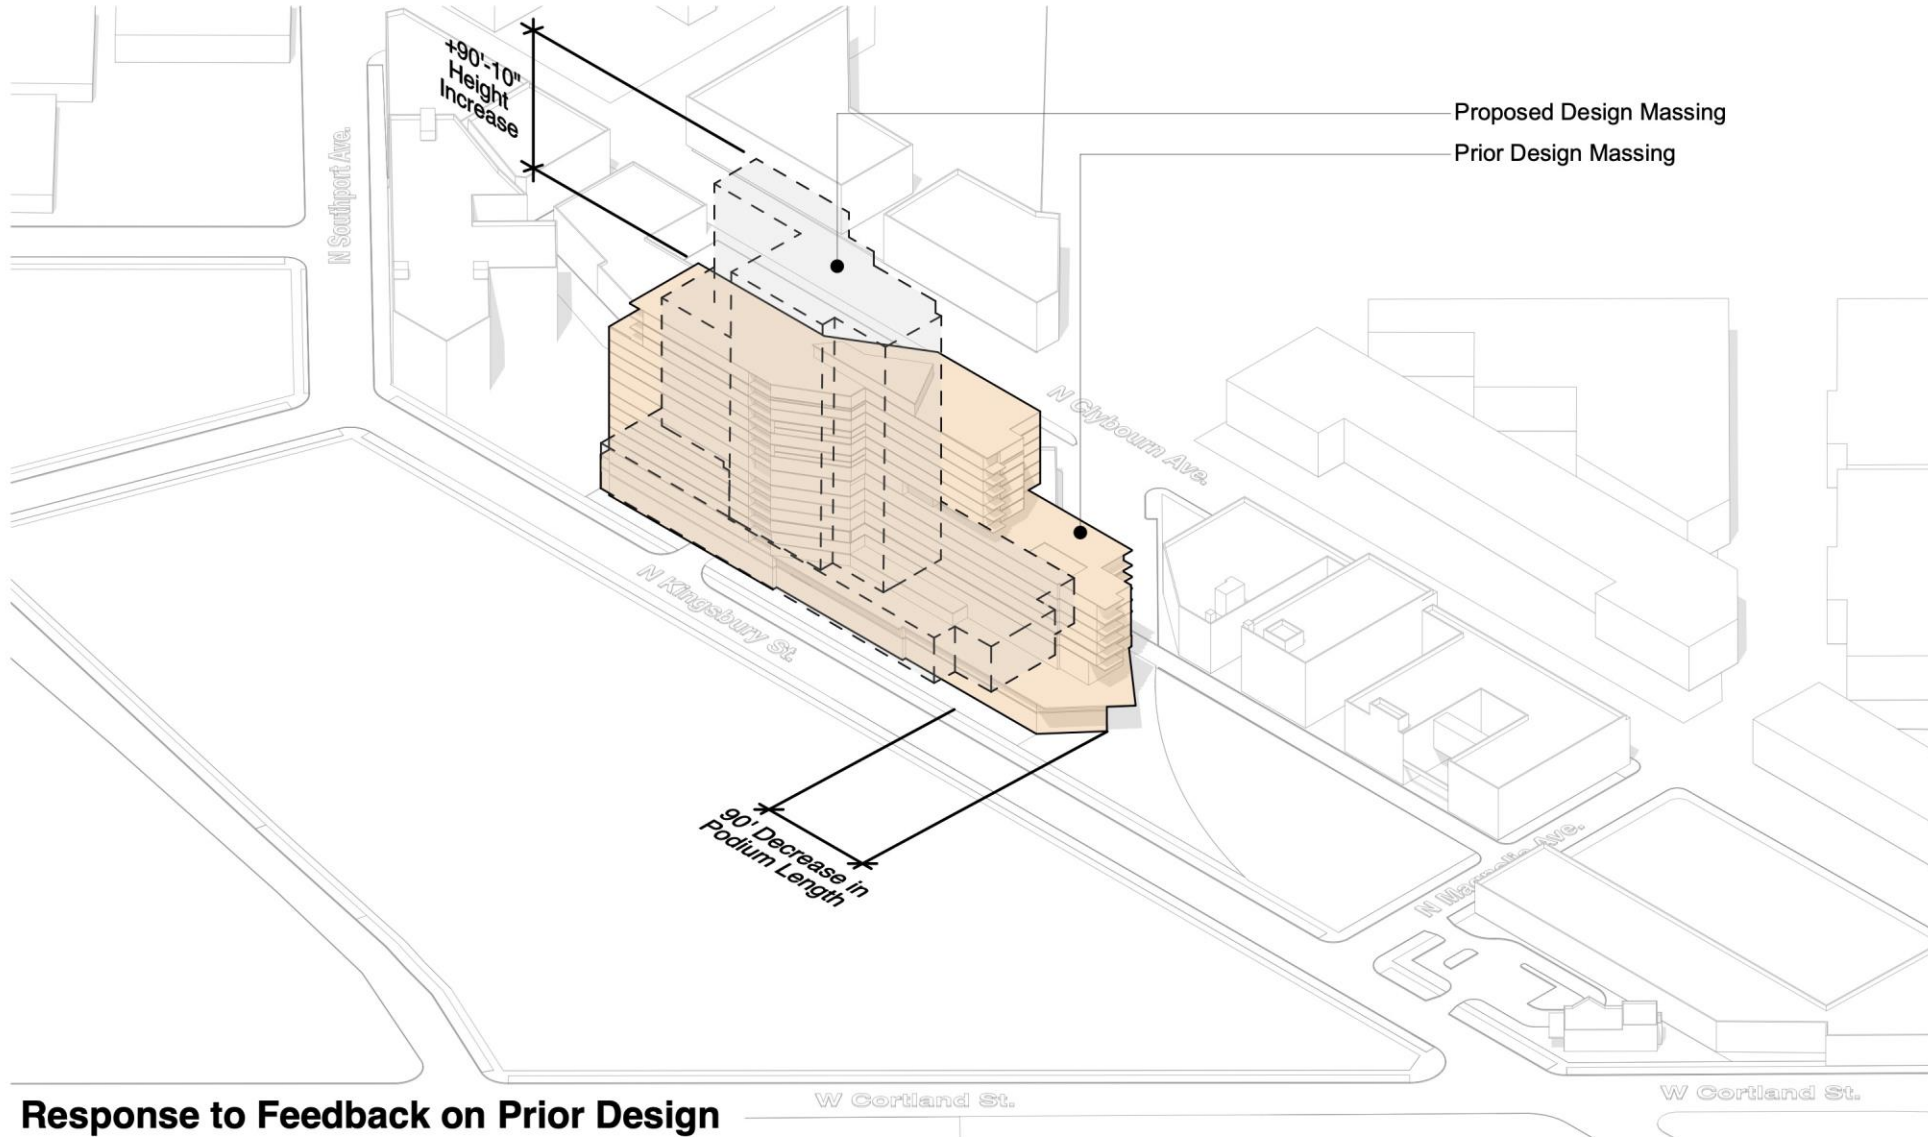 +90'-10"
Height
Increase
N Southport Ave.
Proposed Design Massing
Prior Design Massing
N Clybourn Ave.
N Kingsbury St.
90' Decrease in
Podium Length
N Magnolia Ave.
W Cortland St.
W Cortland St.
Response to Feedback on Prior Design